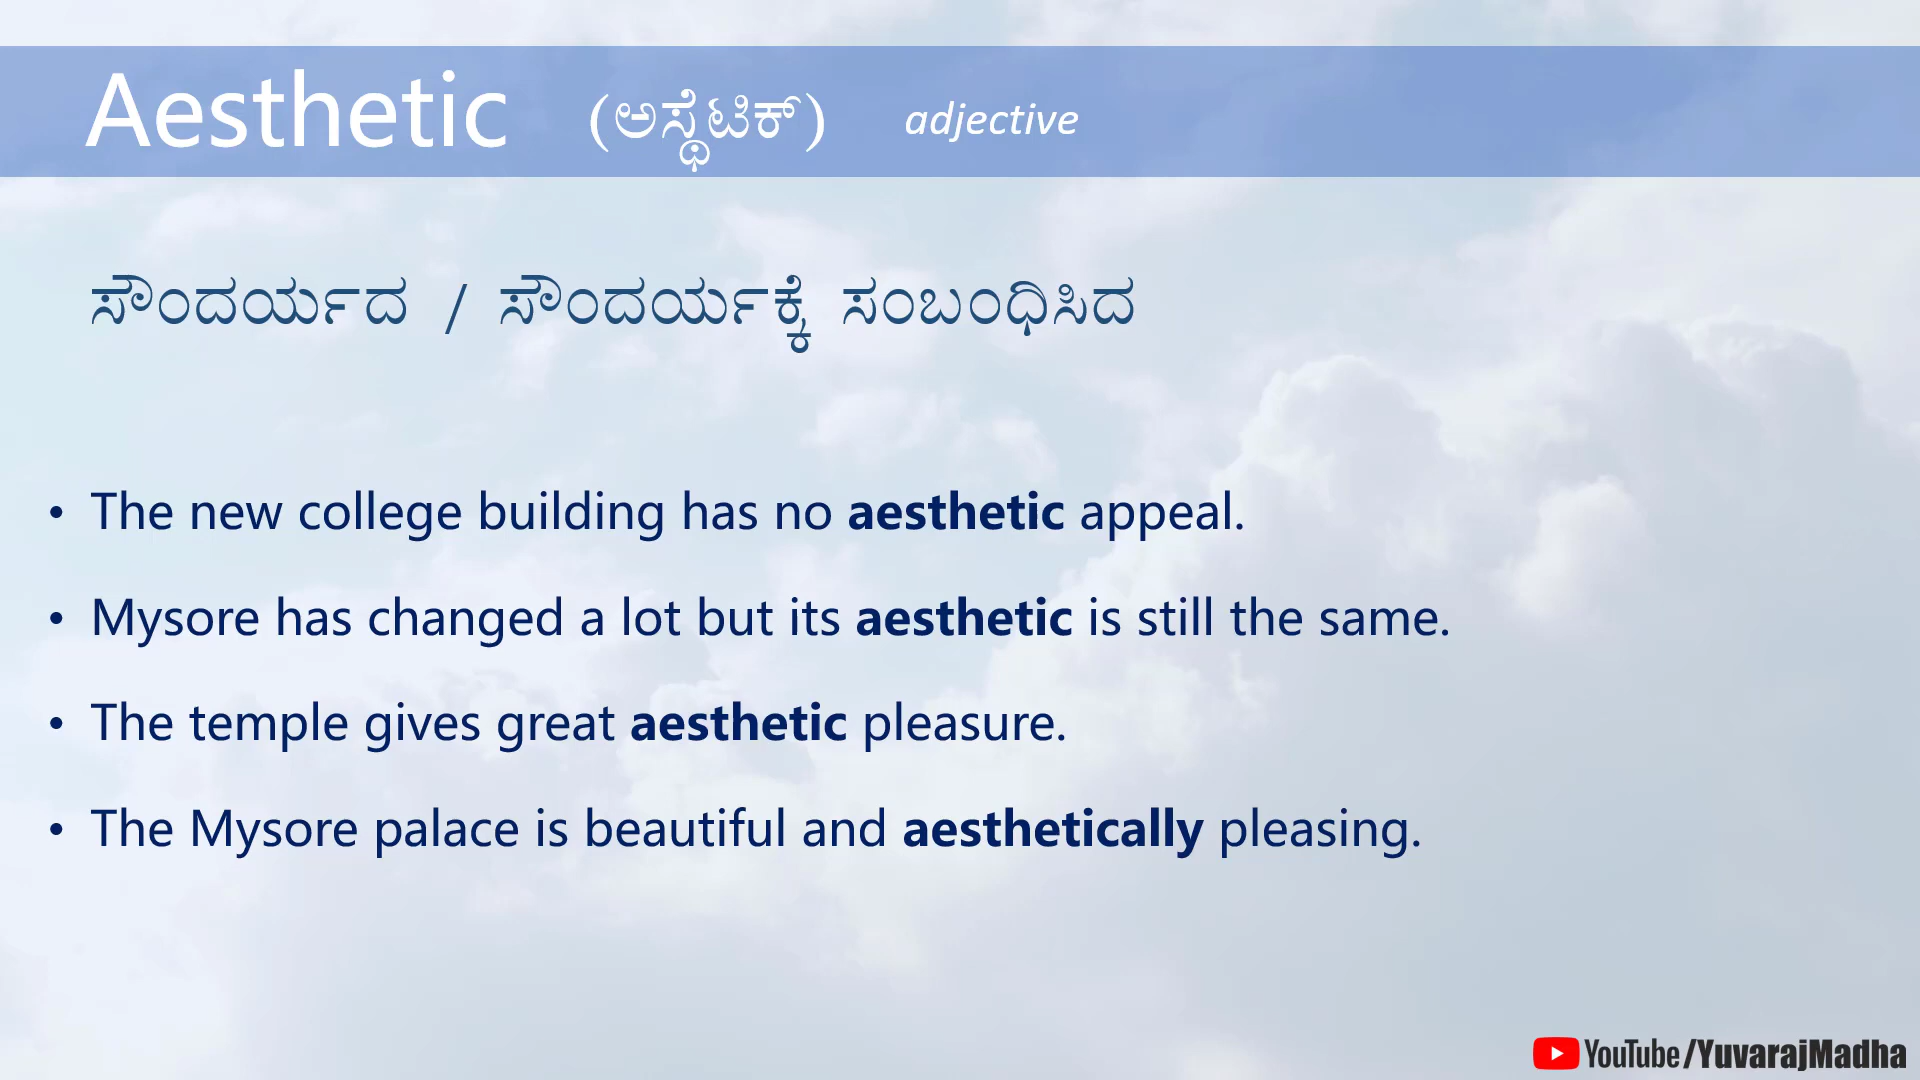 Aesthetic (ಅಸ್ಥೆಟಿಕ್) adjective
ಸೌಂದರ್ಯದ / ಸೌಂದರ್ಯಕ್ಕೆ ಸಂಬಂಧಿಸಿದ
• The new college building has no aesthetic appeal.
• Mysore has changed a lot but its aesthetic is still the same.
• The temple gives great aesthetic pleasure.
• The Mysore palace is beautiful and aesthetically pleasing.
YouTube/YuvarajMadha